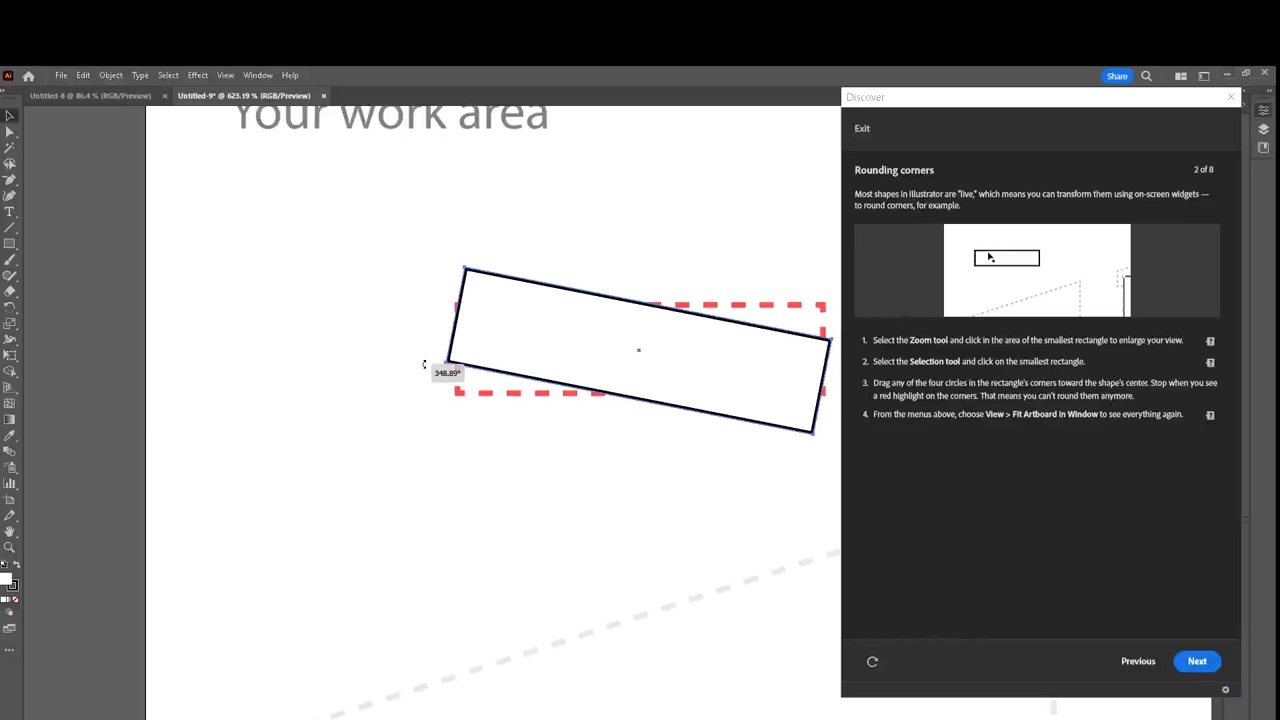 Ai File Edit Object Type Select Effect View Window Help Share
Untitled-8 @ 86.4 % (RGB/Preview) × Untitled-9* @ 623.19 % (RGB/Preview) ×
Your work area
348.89°
Discover
Exit
Rounding corners 2 of 8
Most shapes in Illustrator are "live," which means you can transform them using on-screen widgets —
to round corners, for example.
1. Select the Zoom tool and click in the area of the smallest rectangle to enlarge your view.
2. Select the Selection tool and click on the smallest rectangle.
3. Drag any of the four circles in the rectangle's corners toward the shape's center. Stop when you see
a red highlight on the corners. That means you can't round them anymore.
4. From the menus above, choose View > Fit Artboard in Window to see everything again.
Previous Next